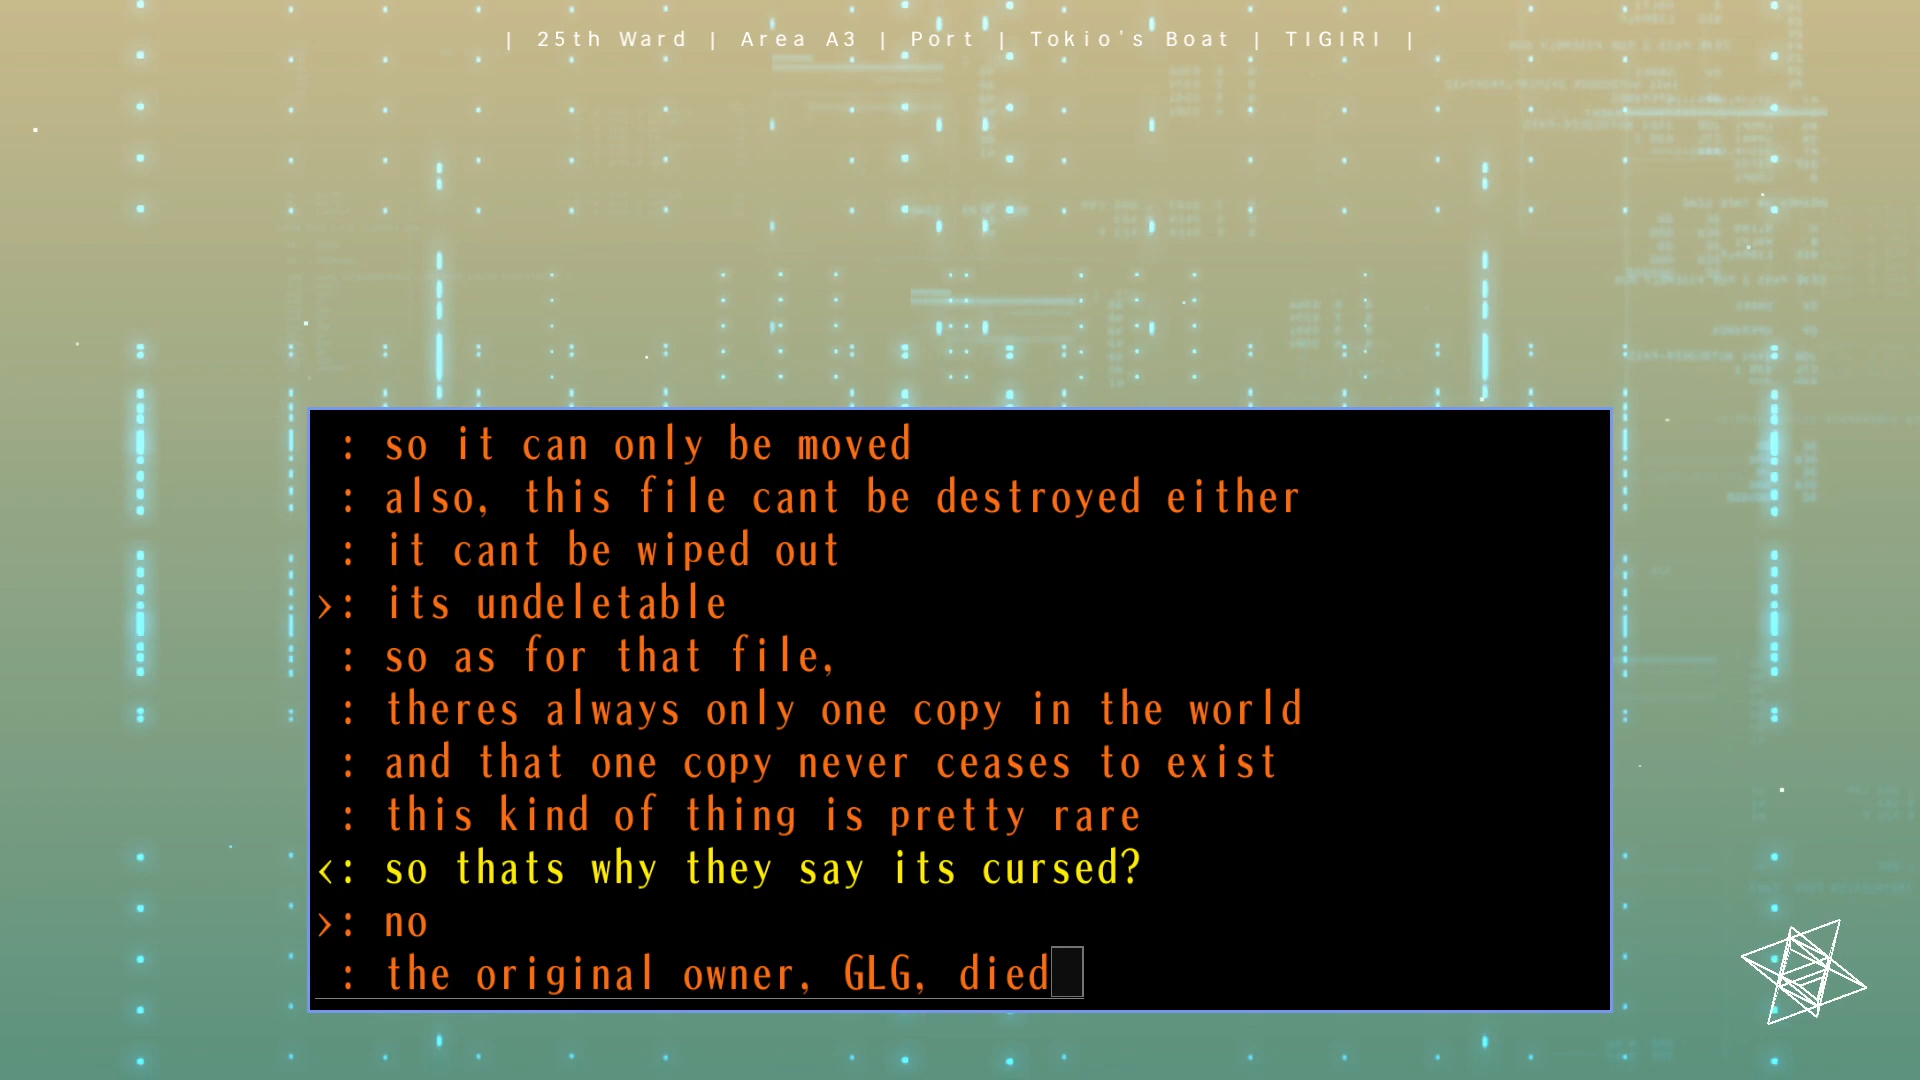 | 25th Ward | Area A3 | Port | Tokio's Boat | TIGIRI |
: so it can only be moved
: also, this file cant be destroyed either
: it cant be wiped out
>: its undeletable
: so as for that file,
: theres always only one copy in the world
: and that one copy never ceases to exist
: this kind of thing is pretty rare
<: so thats why they say its cursed?
>: no
: the original owner, GLG, died